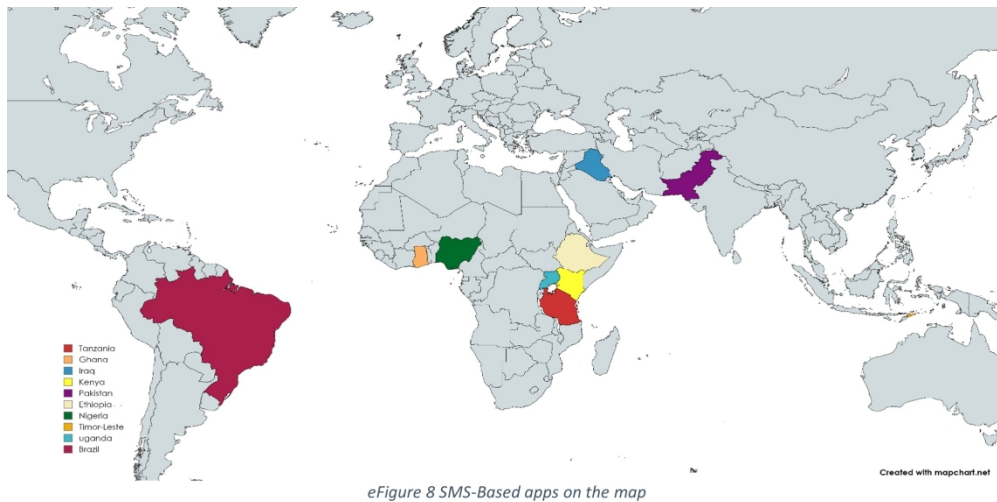 Tanzania
Ghana
Iraq
Kenya
Pakistan
Ethiopia
Nigeria
Timor-Leste
uganda
Brazil
Created with mapchart.net
eFigure 8 SMS-Based apps on the map